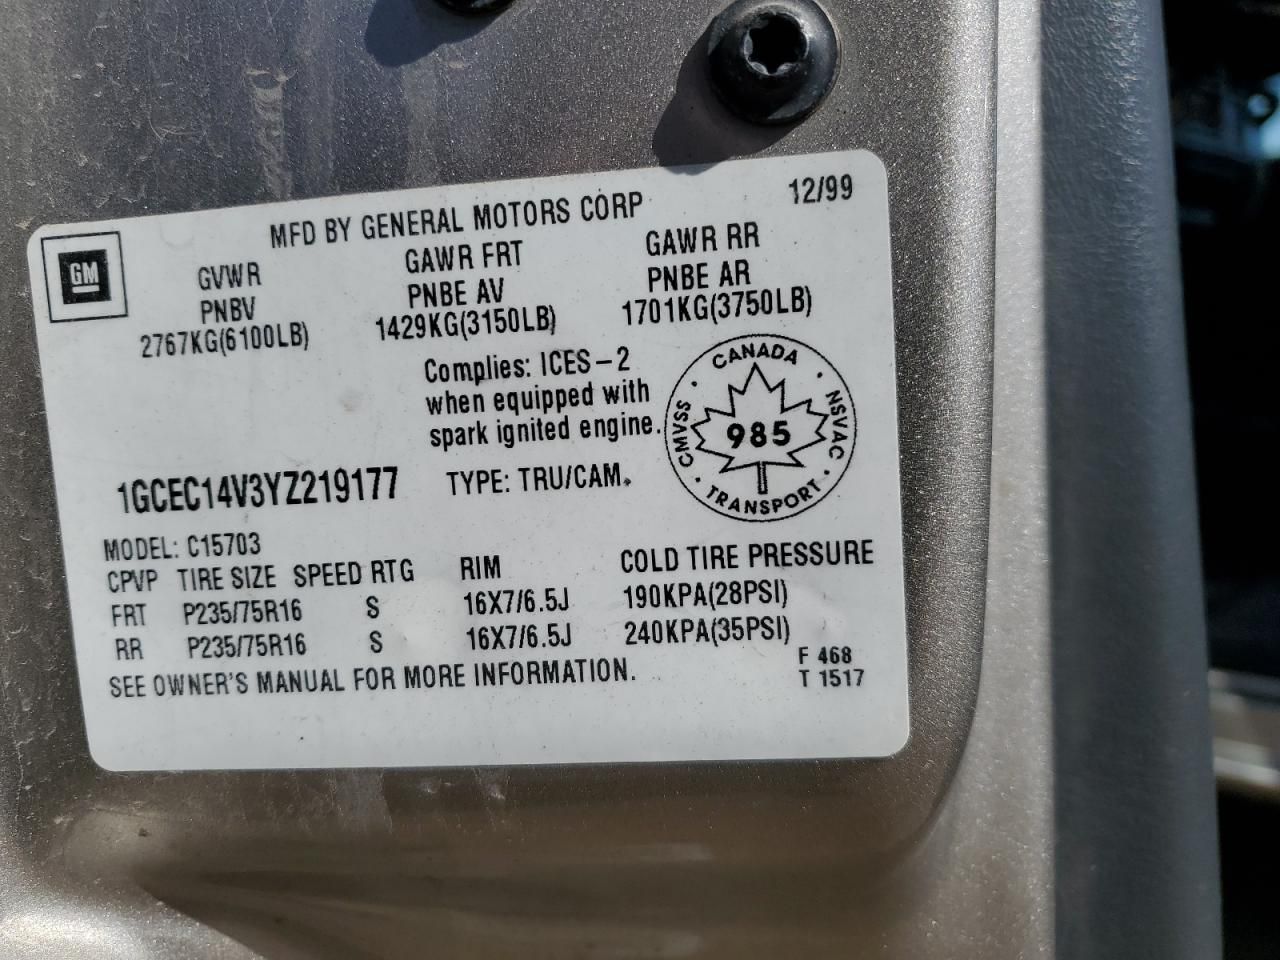 12/99
MFD BY GENERAL MOTORS CORP
GM
GVWR GAWR FRT GAWR RR
PNBV PNBE AV PNBE AR
2767KG(6100LB) 1429KG(3150LB) 1701KG(3750LB)
Complies: ICES-2
when equipped with
spark ignited engine.
CANADA
CMVSS 985 NSVAC
TRANSPORT
1GCEC14V3YZ219177 TYPE: TRU/CAM.
MODEL: C15703
CPVP TIRE SIZE SPEED RTG RIM COLD TIRE PRESSURE
FRT P235/75R16 S 16X7/6.5J 190KPA(28PSI)
RR P235/75R16 S 16X7/6.5J 240KPA(35PSI)
SEE OWNER'S MANUAL FOR MORE INFORMATION.
F 468
T 1517